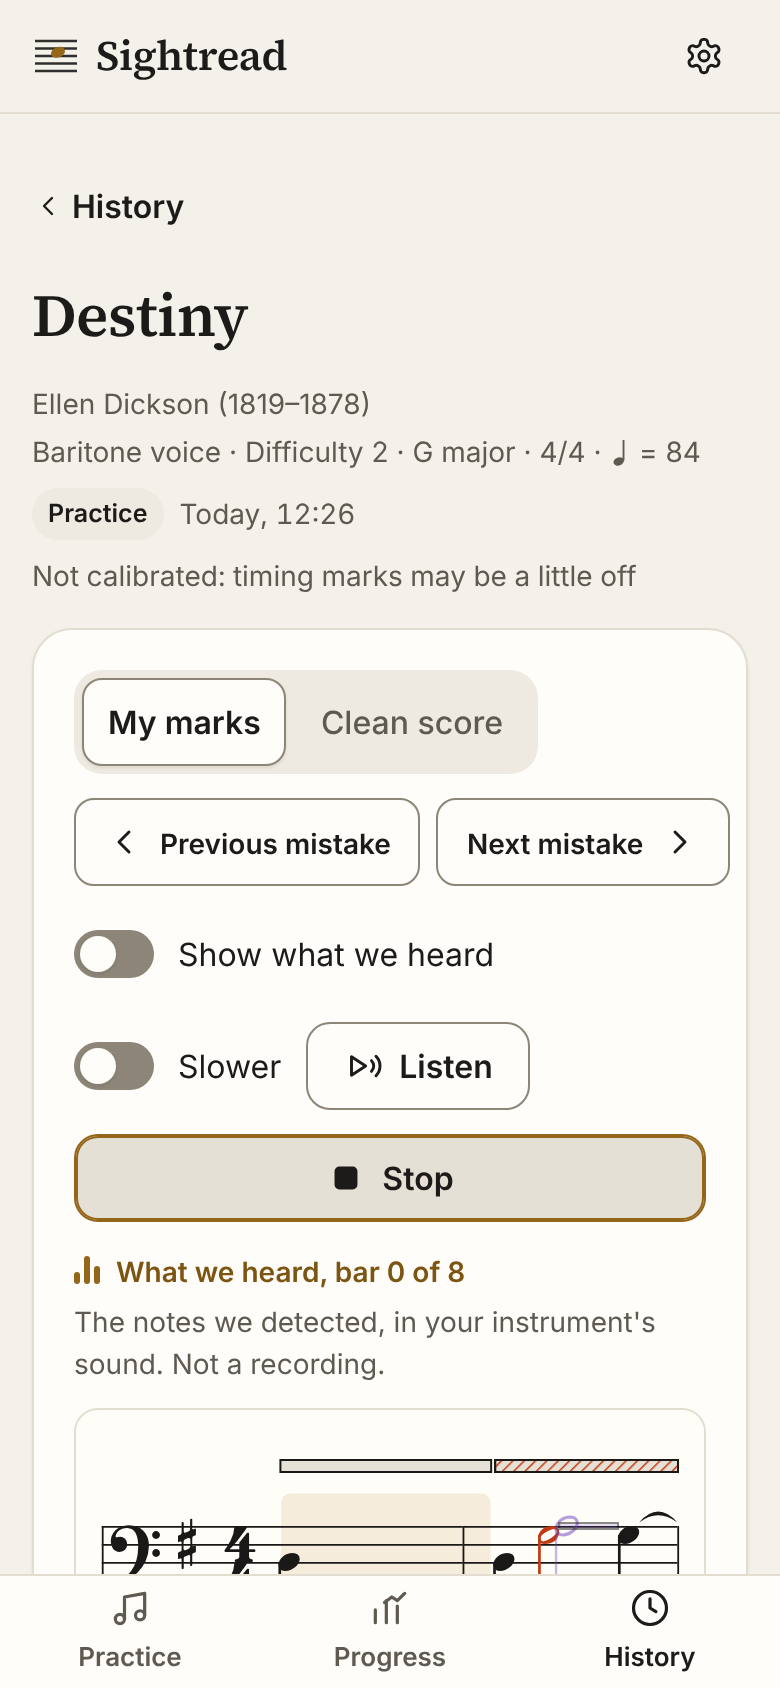 Sightread
History
Destiny
Ellen Dickson (1819–1878)
Baritone voice · Difficulty 2 · G major · 4/4 · ♩ = 84
Practice Today, 12:26
Not calibrated: timing marks may be a little off
My marks Clean score
Previous mistake Next mistake
Show what we heard
Slower Listen
Stop
What we heard, bar 0 of 8
The notes we detected, in your instrument's
sound. Not a recording.
Practice Progress History